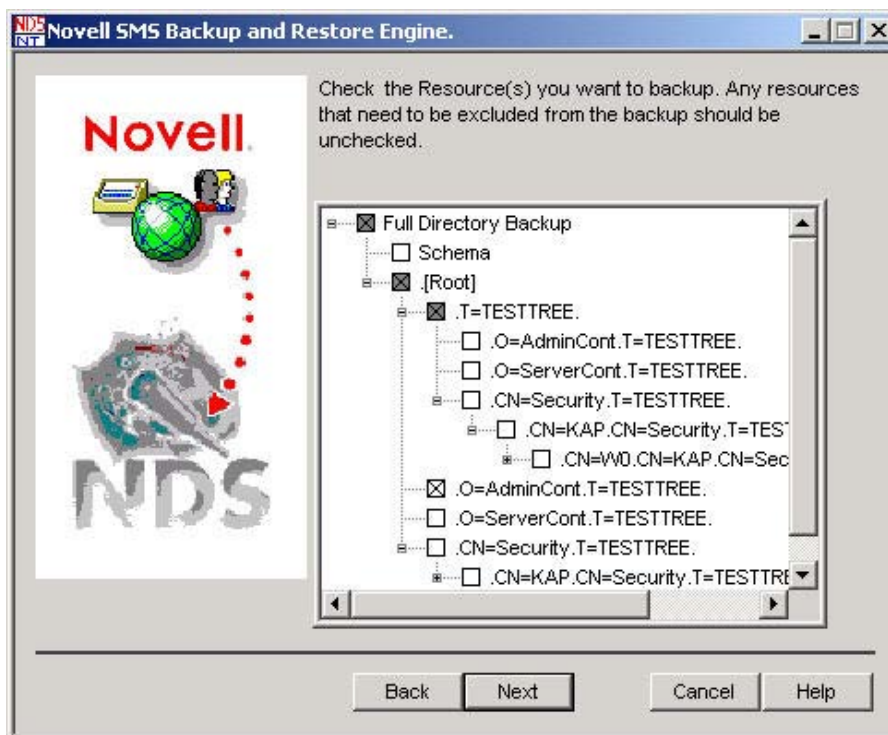 NDS
NT
Novell SMS Backup and Restore Engine.
Novell.
NDS
Check the Resource(s) you want to backup. Any resources
that need to be excluded from the backup should be
unchecked.
Full Directory Backup
Schema
.[Root]
.T=TESTTREE.
.O=AdminCont.T=TESTTREE.
.O=ServerCont.T=TESTTREE.
.CN=Security.T=TESTTREE.
.CN=KAP.CN=Security.T=TES
.CN=W0.CN=KAP.CN=Sec
.O=AdminCont.T=TESTTREE.
.O=ServerCont.T=TESTTREE.
.CN=Security.T=TESTTREE.
.CN=KAP.CN=Security.T=TESTTRE
Back
Next
Cancel
Help